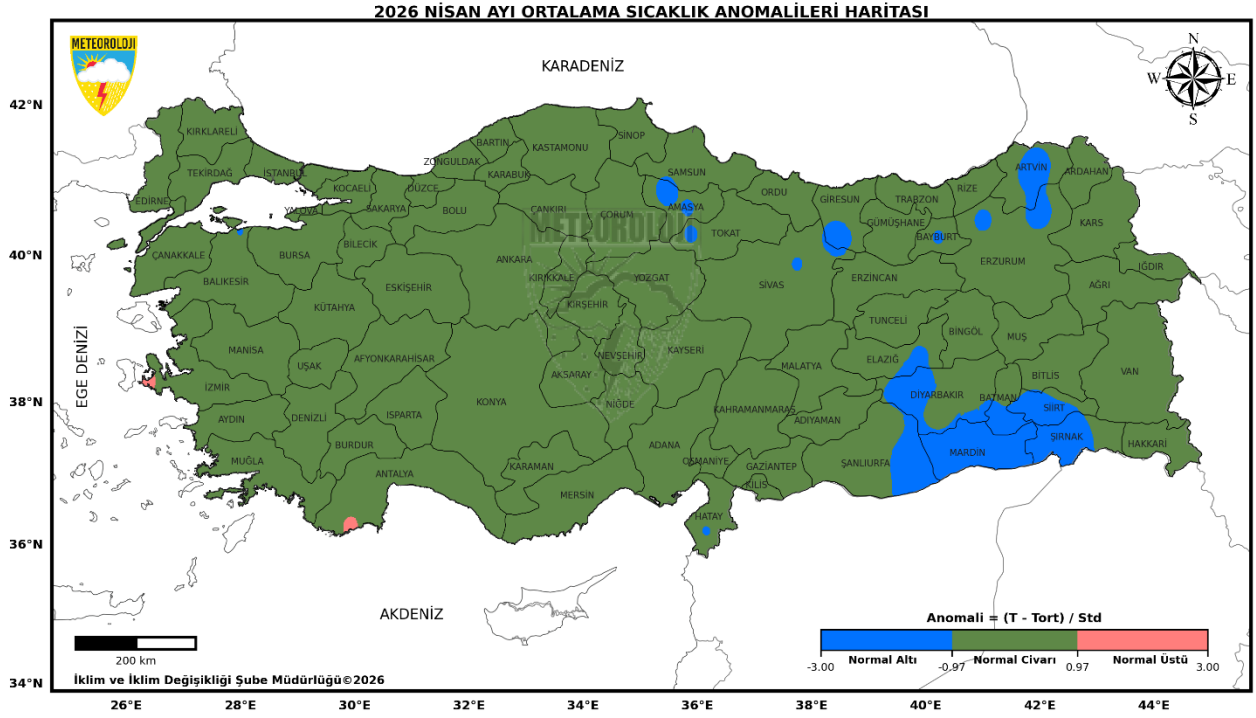 2026 NİSAN AYI ORTALAMA SICAKLIK ANOMALİLERİ HARİTASI
METEOROLOJİ
KARADENİZ
N
W E
S
42°N
40°N
38°N
36°N
34°N
EGE DENİZİ
KIRKLARELİ
TEKİRDAĞ
İSTANBUL
EDİRNE
YALOVA
KOCAELİ
SAKARYA
DÜZCE
ZONGULDAK
BARTIN
KARABUK
KASTAMONU
SİNOP
SAMSUN
AMASYA
ÇORUM
ÇANKIRI
BOLU
ORDU
GİRESUN
TRABZON
RİZE
ARTVİN
ARDAHAN
KARS
GÜMÜŞHANE
BAYBURT
TOKAT
METEOROLOJİ
ÇANAKKALE
BURSA
BİLECİK
BALIKESİR
KÜTAHYA
ESKİŞEHİR
ANKARA
KIRIKKALE
YOZGAT
KIRŞEHİR
SİVAS
ERZİNCAN
ERZURUM
AĞRI
IĞDIR
TUNCELİ
BİNGÖL
MUŞ
MANİSA
UŞAK
AFYONKARAHİSAR
AKSARAY
NEVŞEHİR
KAYSERİ
MALATYA
ELAZIĞ
BİTLİS
VAN
İZMİR
AYDIN
DENİZLİ
ISPARTA
KONYA
NİĞDE
KAHRAMANMARAŞ
ADIYAMAN
DİYARBAKIR
BATMAN
SİİRT
ŞIRNAK
HAKKARİ
MUĞLA
BURDUR
ANTALYA
KARAMAN
MERSİN
ADANA
OSMANİYE
GAZİANTEP
KİLİS
ŞANLIURFA
MARDİN
HATAY
AKDENİZ
200 km
İklim ve İklim Değişikliği Şube Müdürlüğü©2026
Anomali = (T - Tort) / Std
Normal Altı Normal Civarı Normal Üstü
-3.00 -0.97 0.97 3.00
26°E 28°E 30°E 32°E 34°E 36°E 38°E 40°E 42°E 44°E